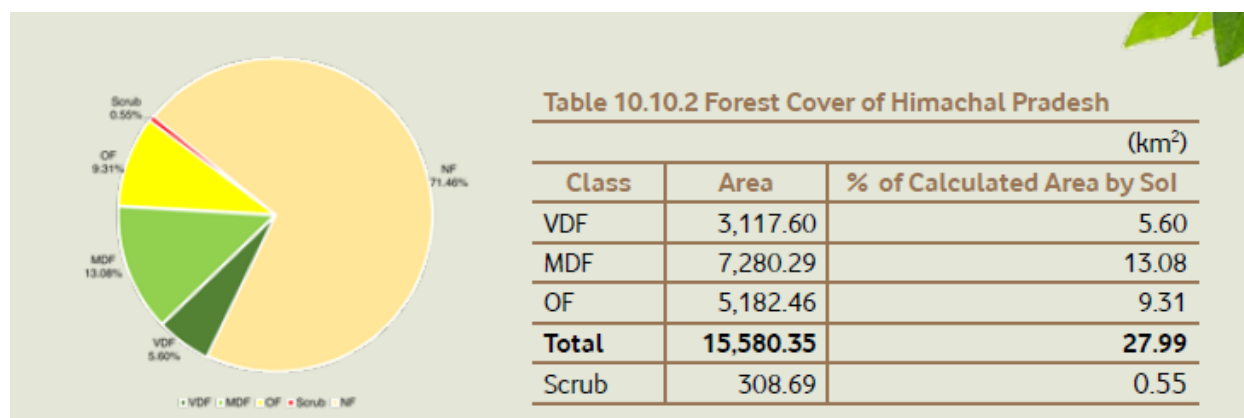 Scrub
0.55%
OF
9.31%
NF
71.46%
MDF
13.08%
VDF
5.60%
VDF MDF OF Scrub NF
Table 10.10.2 Forest Cover of Himachal Pradesh
(km²)
Class Area % of Calculated Area by SoI
VDF 3,117.60 5.60
MDF 7,280.29 13.08
OF 5,182.46 9.31
Total 15,580.35 27.99
Scrub 308.69 0.55